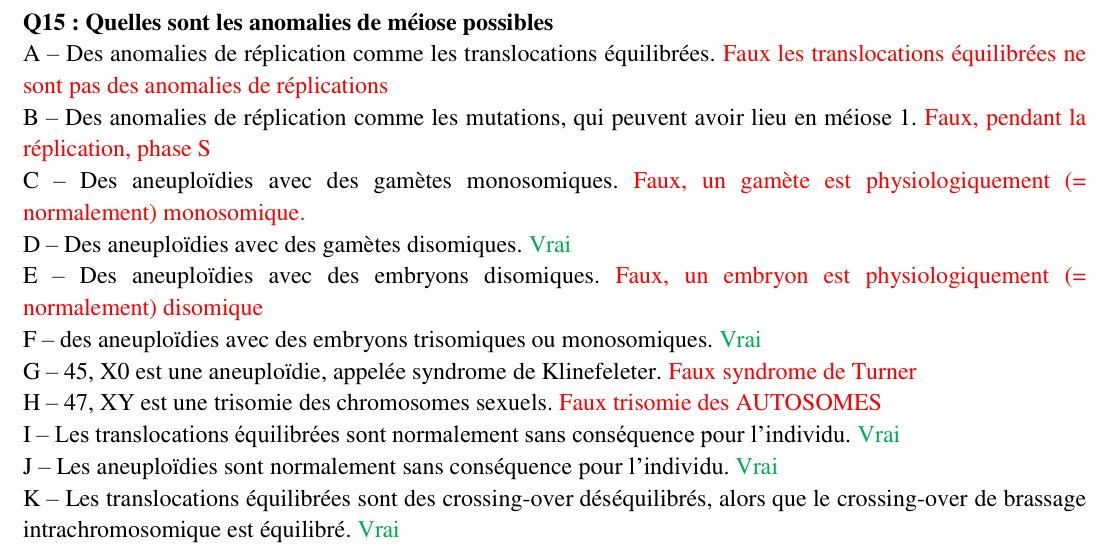 Q15 : Quelles sont les anomalies de méiose possibles
A – Des anomalies de réplication comme les translocations équilibrées. Faux les translocations équilibrées ne
sont pas des anomalies de réplications
B – Des anomalies de réplication comme les mutations, qui peuvent avoir lieu en méiose 1. Faux, pendant la
réplication, phase S
C – Des aneuploïdies avec des gamètes monosomiques. Faux, un gamète est physiologiquement (=
normalement) monosomique.
D – Des aneuploïdies avec des gamètes disomiques. Vrai
E – Des aneuploïdies avec des embryons disomiques. Faux, un embryon est physiologiquement (=
normalement) disomique
F – des aneuploïdies avec des embryons trisomiques ou monosomiques. Vrai
G – 45, X0 est une aneuploïdie, appelée syndrome de Klinefeleter. Faux syndrome de Turner
H – 47, XY est une trisomie des chromosomes sexuels. Faux trisomie des AUTOSOMES
I – Les translocations équilibrées sont normalement sans conséquence pour l’individu. Vrai
J – Les aneuploïdies sont normalement sans conséquence pour l’individu. Vrai
K – Les translocations équilibrées sont des crossing-over déséquilibrés, alors que le crossing-over de brassage
intrachromosomique est équilibré. Vrai